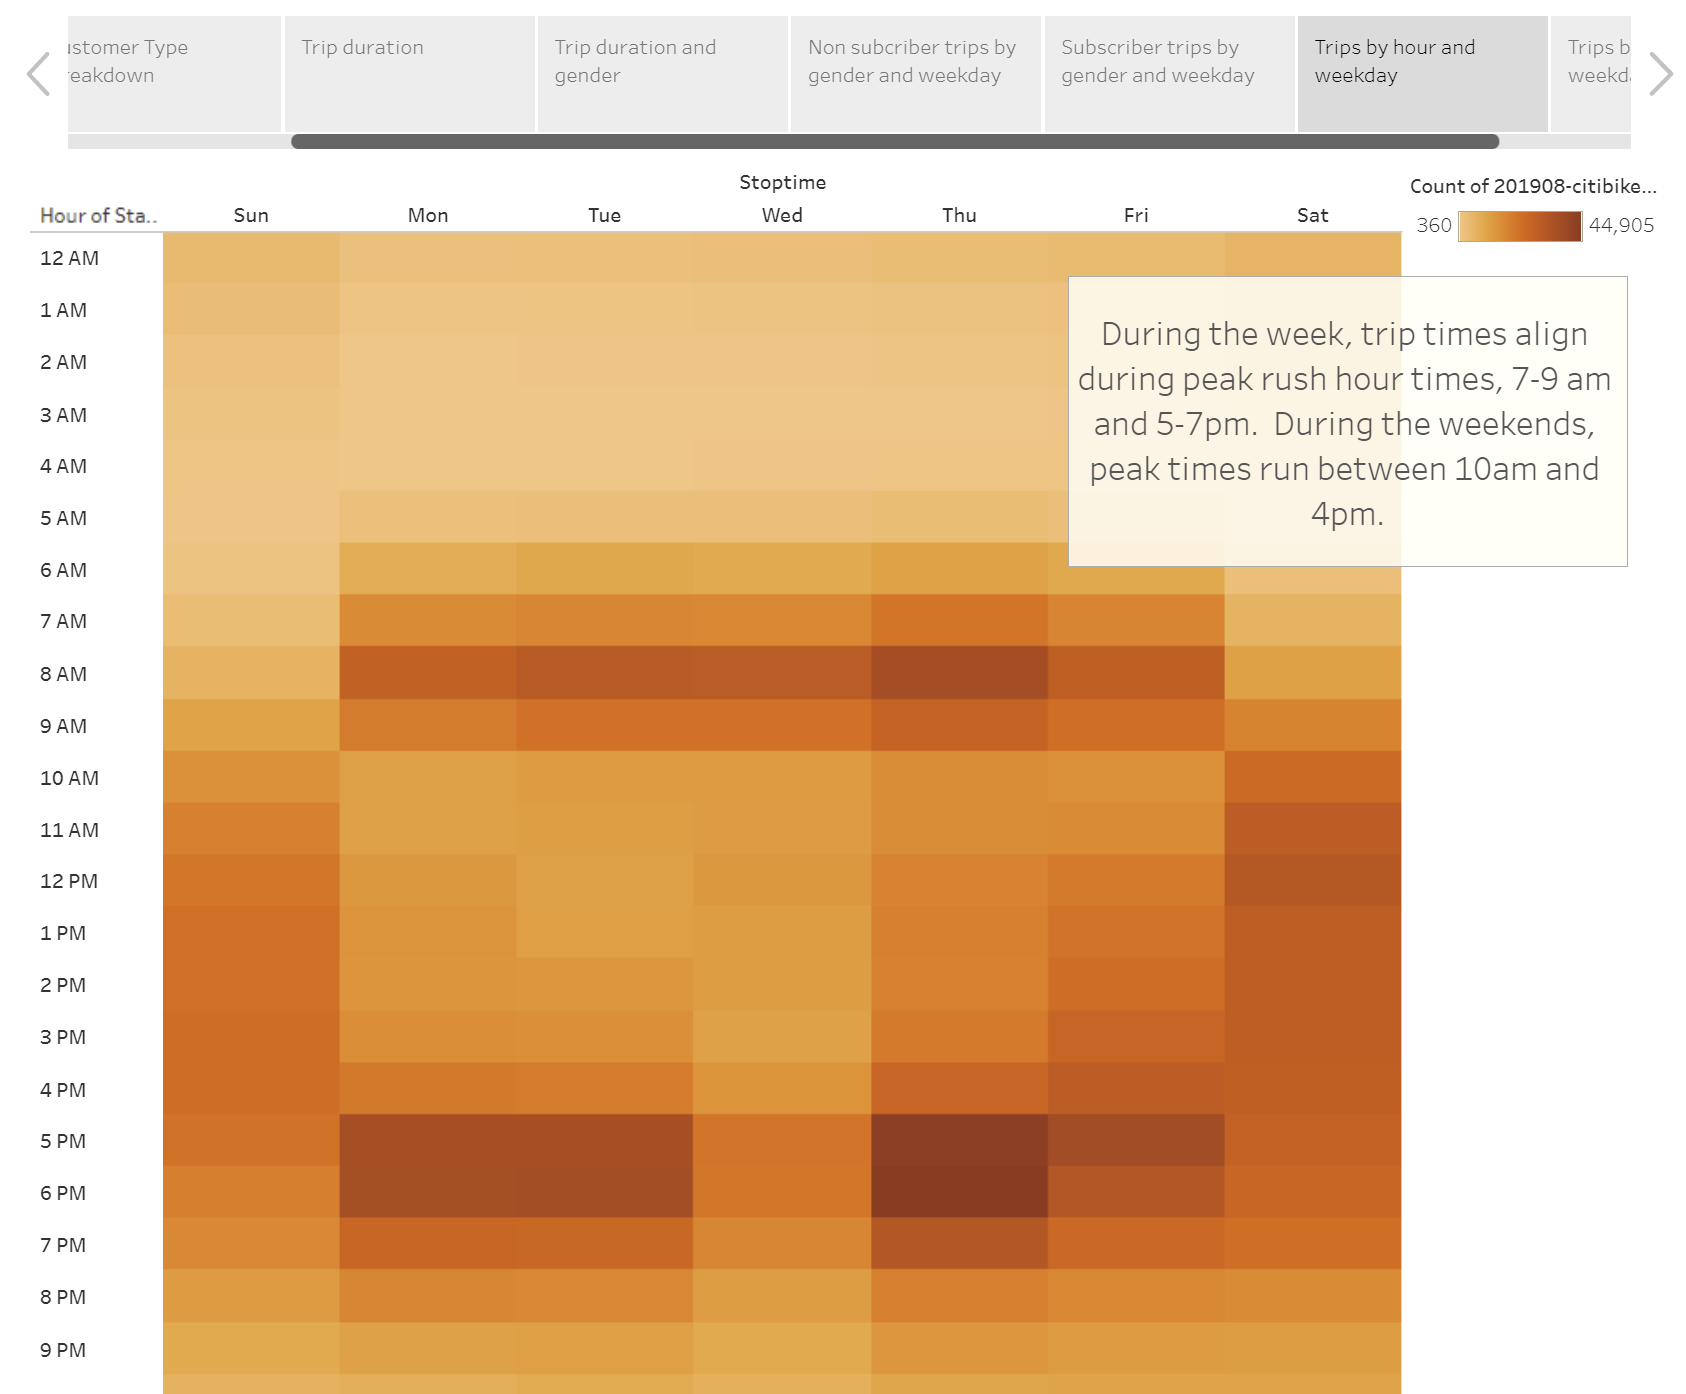 ustomer Type
reakdown
Trip duration
Trip duration and
gender
Non subcriber trips by
gender and weekday
Subscriber trips by
gender and weekday
Trips by hour and
weekday
Trips b
weekd
Stoptime
Hour of Sta.. Sun Mon Tue Wed Thu Fri Sat
Count of 201908-citibike...
360 44,905
12 AM
1 AM
2 AM
3 AM
4 AM
5 AM
6 AM
7 AM
8 AM
9 AM
10 AM
11 AM
12 PM
1 PM
2 PM
3 PM
4 PM
5 PM
6 PM
7 PM
8 PM
9 PM
During the week, trip times align
during peak rush hour times, 7-9 am
and 5-7pm.  During the weekends,
peak times run between 10am and
4pm.